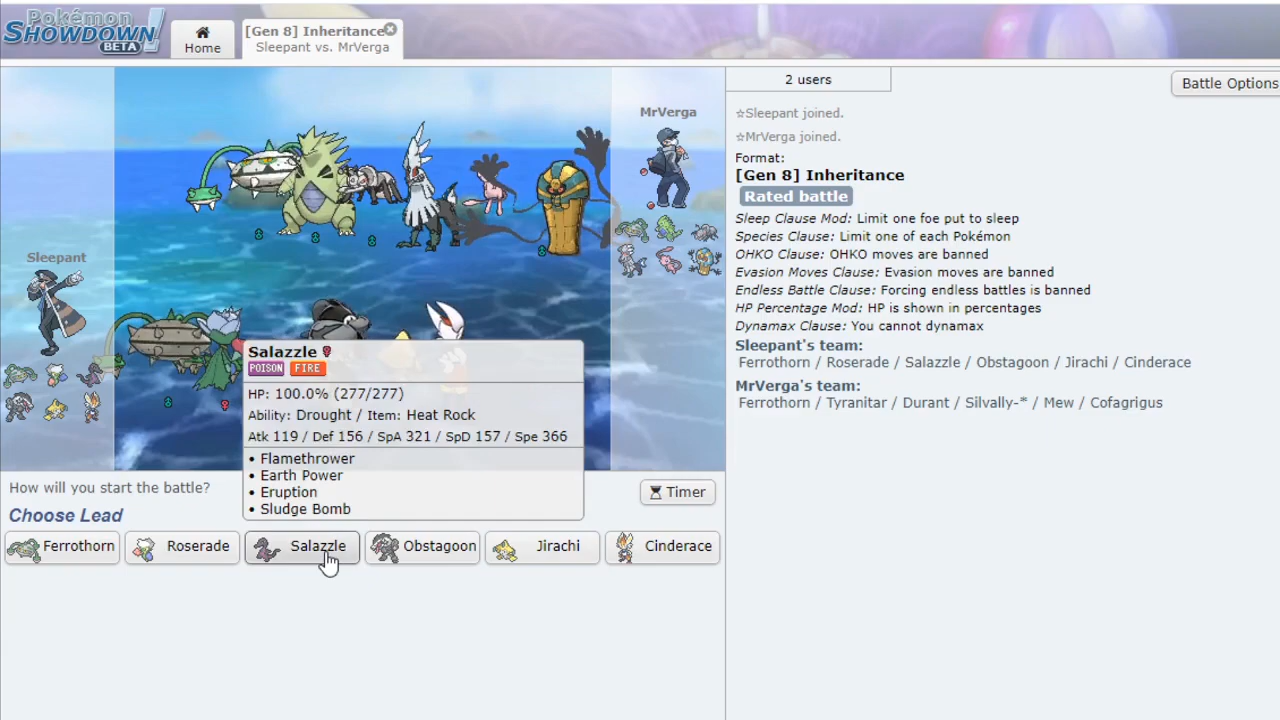 Pokémon
SHOWDOWN!
BETA
Home
[Gen 8] Inheritance
Sleepant vs. MrVerga
Sleepant
MrVerga
Salazzle
POISON FIRE
HP: 100.0% (277/277)
Ability: Drought / Item: Heat Rock
Atk 119 / Def 156 / SpA 321 / SpD 157 / Spe 366
• Flamethrower
• Earth Power
• Eruption
• Sludge Bomb
How will you start the battle?
Timer
Choose Lead
Ferrothorn Roserade Salazzle Obstagoon Jirachi Cinderace
2 users
Battle Options
☆Sleepant joined.
☆MrVerga joined.
Format:
[Gen 8] Inheritance
Rated battle
Sleep Clause Mod: Limit one foe put to sleep
Species Clause: Limit one of each Pokémon
OHKO Clause: OHKO moves are banned
Evasion Moves Clause: Evasion moves are banned
Endless Battle Clause: Forcing endless battles is banned
HP Percentage Mod: HP is shown in percentages
Dynamax Clause: You cannot dynamax
Sleepant's team:
Ferrothorn / Roserade / Salazzle / Obstagoon / Jirachi / Cinderace
MrVerga's team:
Ferrothorn / Tyranitar / Durant / Silvally-* / Mew / Cofagrigus